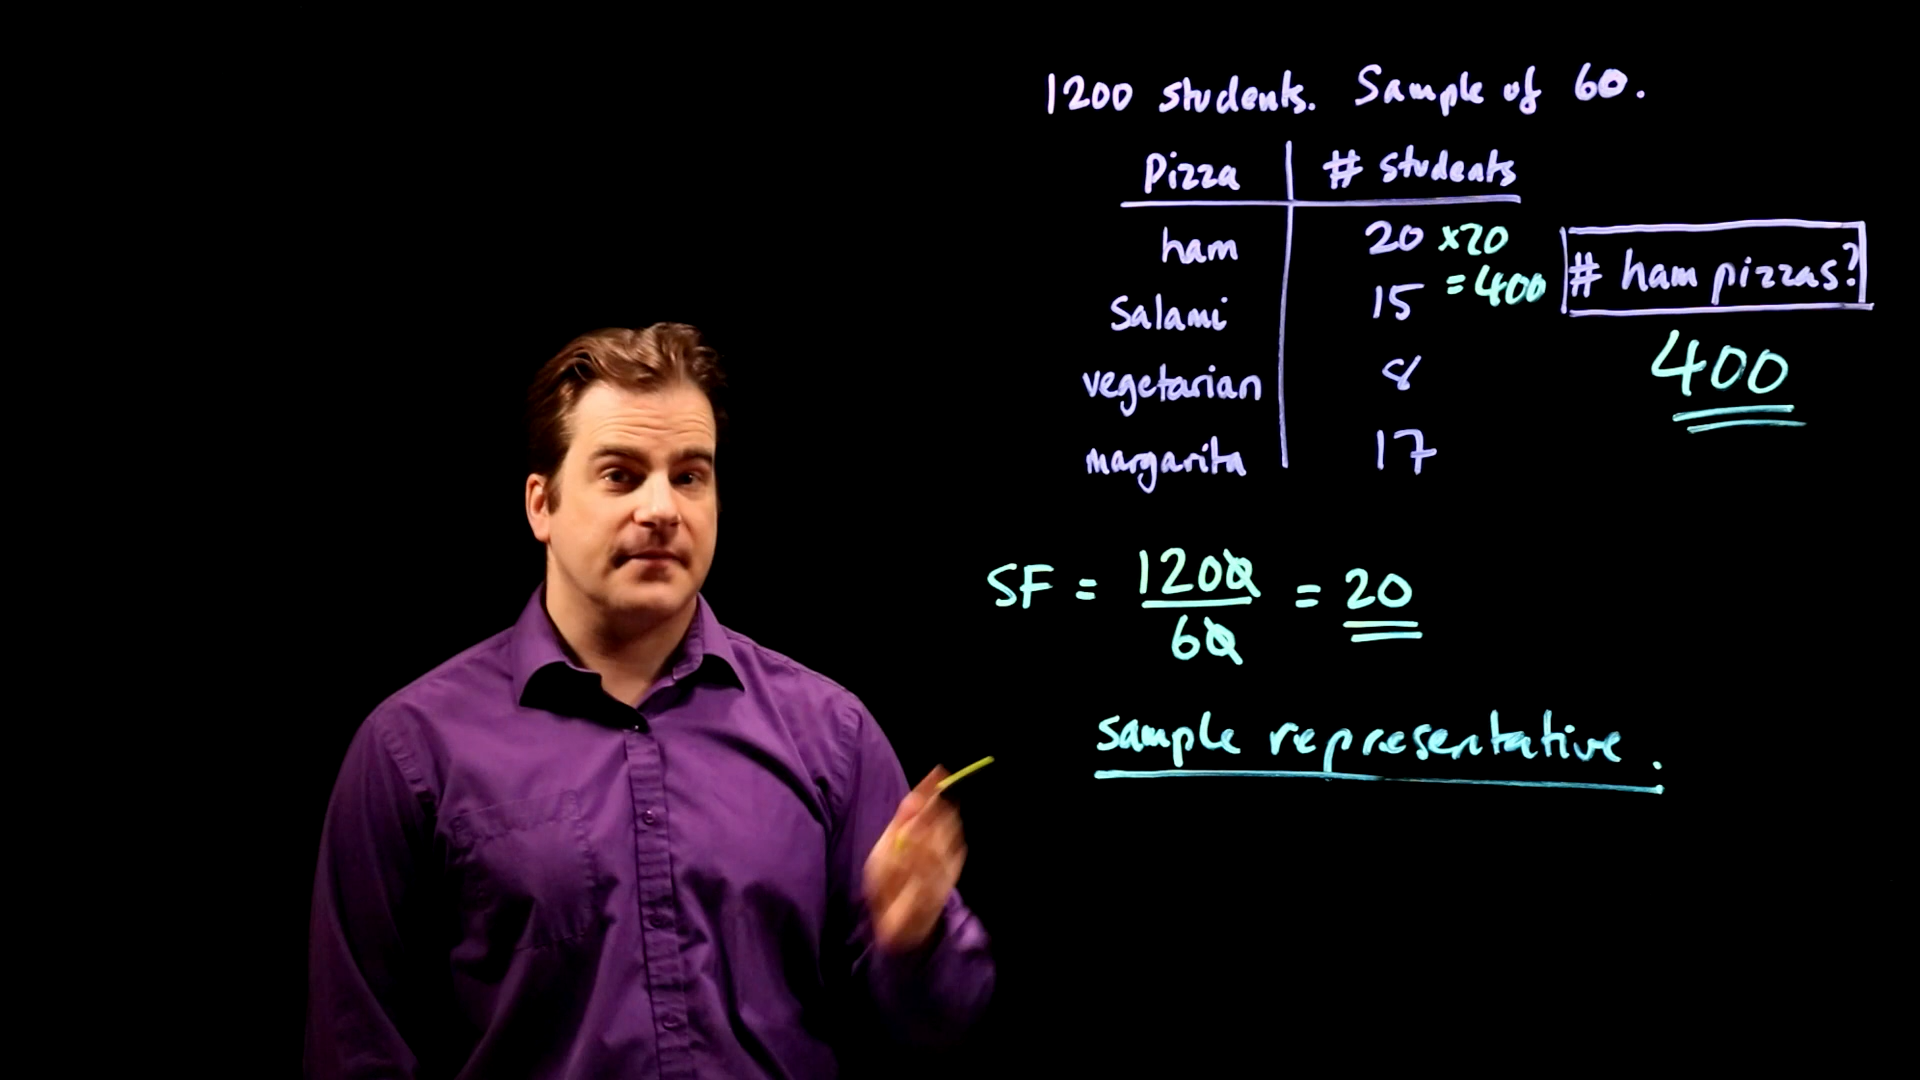 1200 students. Sample of 60.
Pizza # students
ham 20 ×20
= 400
# ham pizzas?
salami 15
400
vegetarian 8
margarita 17
SF = 1200/60 = 20
sample representative.